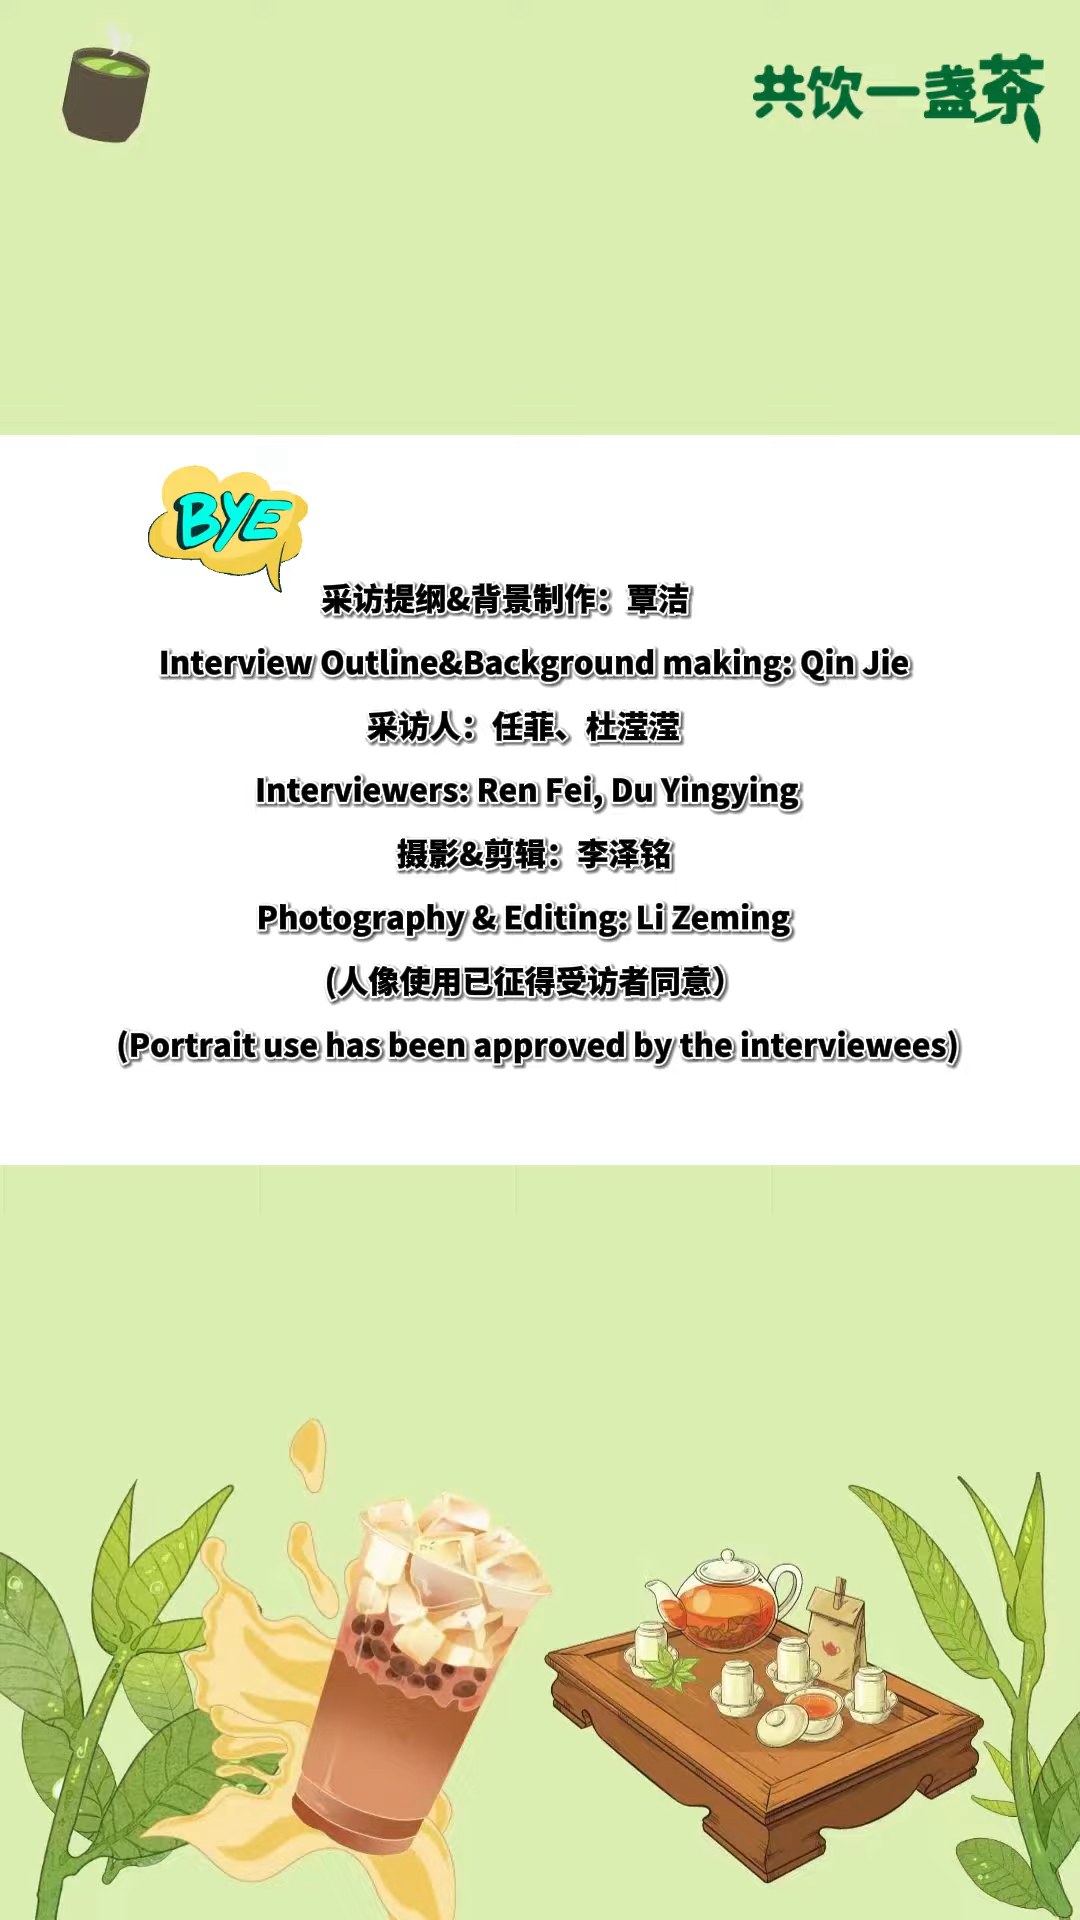 共饮一盏茶
BYE
采访提纲&背景制作：覃洁
Interview Outline&Background making: Qin Jie
采访人：任菲、杜滢滢
Interviewers: Ren Fei, Du Yingying
摄影&剪辑：李泽铭
Photography & Editing: Li Zeming
(人像使用已征得受访者同意）
(Portrait use has been approved by the interviewees)